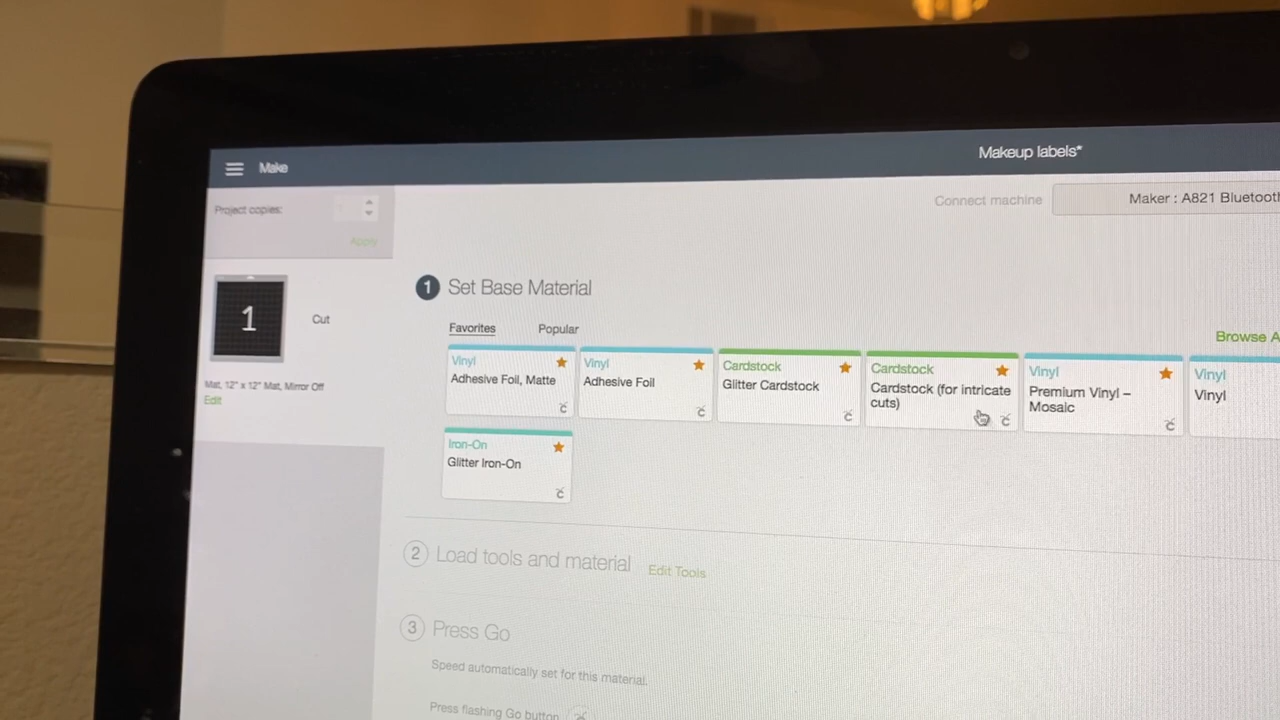 Make
Makeup labels*
Project copies:
Apply
Connect machine
Maker : A821 Bluetooth
1
Cut
Mat, 12" x 12" Mat, Mirror Off
Edit
1 Set Base Material
Favorites
Popular
Browse A
Vinyl
Adhesive Foil, Matte
Vinyl
Adhesive Foil
Cardstock
Glitter Cardstock
Cardstock
Cardstock (for intricate
cuts)
Vinyl
Premium Vinyl –
Mosaic
Vinyl
Vinyl
Iron-On
Glitter Iron-On
2 Load tools and material
Edit Tools
3 Press Go
Speed automatically set for this material.
Press flashing Go button